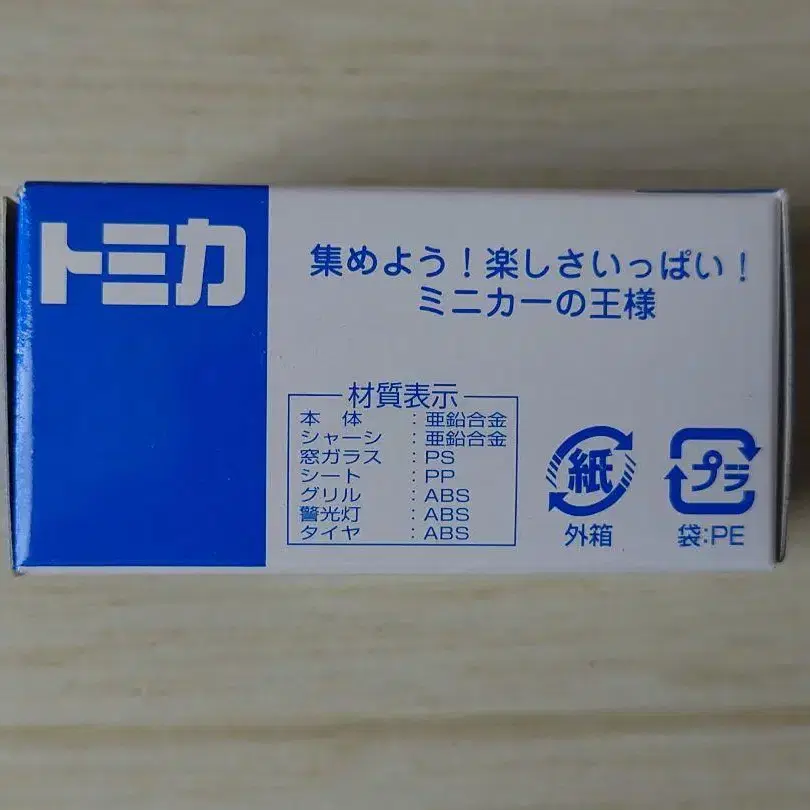 トミカ
集めよう！楽しさいっぱい！
ミニカーの王様
材質表示
本　体　：亜鉛合金
シャーシ　：亜鉛合金
窓ガラス　：PS
シート　：PP
グリル　：ABS
警光灯　：ABS
タイヤ　：ABS
紙
外箱
プラ
袋：PE